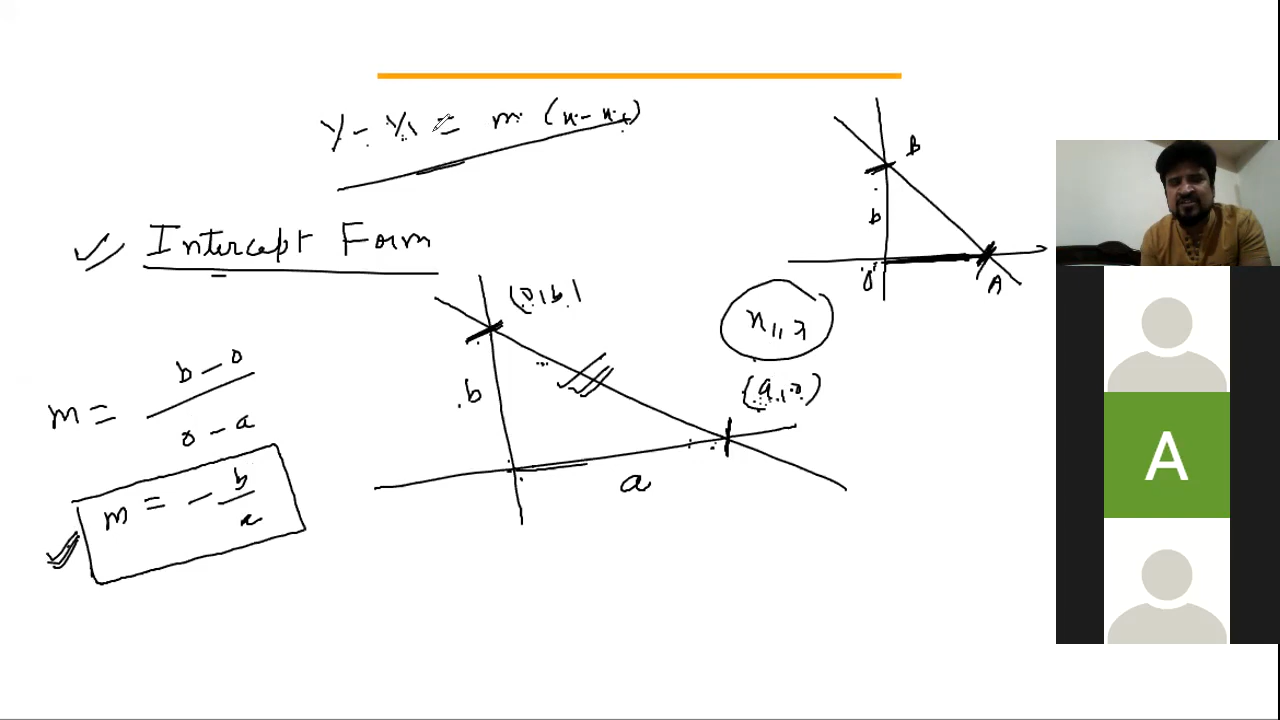 y - y₁ = m (x - x₁)
Intercept Form
m = b - 0 / 0 - a
m = - b / a
(0, b)
b
a
x₁, y
(a, 0)
B
b
0
A
A